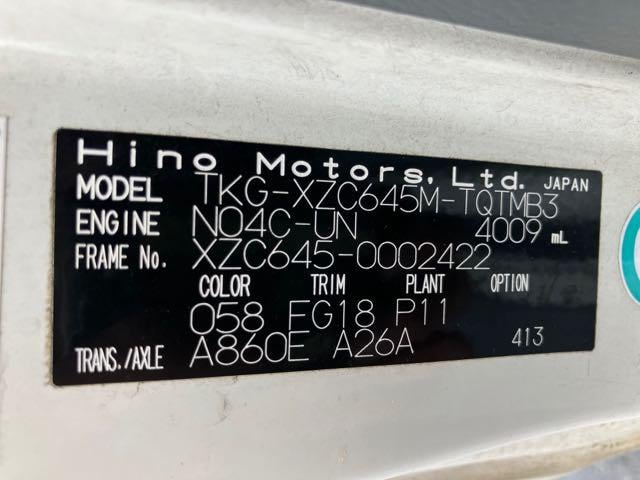 Hino Motors, Ltd. JAPAN
MODEL TKG-XZC645M-TQTMB3
ENGINE N04C-UN 4009 mL
FRAME No. XZC645-0002422
COLOR TRIM PLANT OPTION
058 EG18 P11
TRANS./AXLE A860E A26A 413